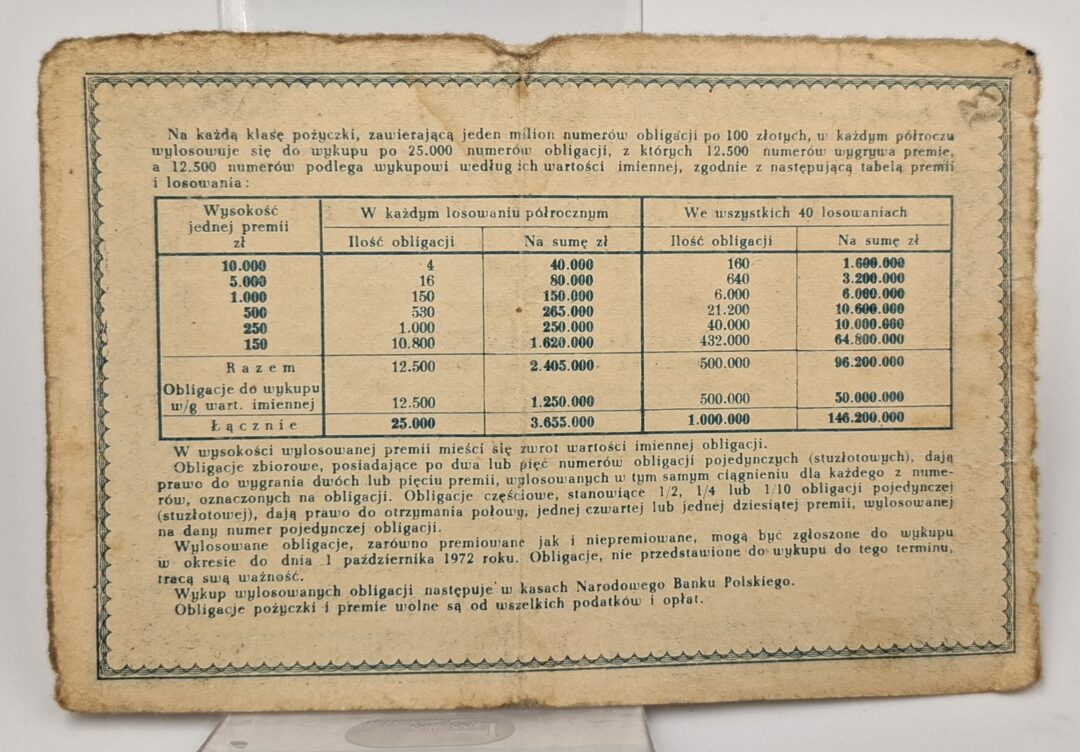 Na każdą klasę pożyczki, zawierającą jeden milion numerów obligacji po 100 złotych, w każdym półroczu
wylosowuje się do wykupu po 25.000 numerów obligacji, z których 12.500 numerów wygrywa premie,
a 12.500 numerów podlega wykupowi według ich wartości imiennej, zgodnie z następującą tabelą premii
i losowania:
Wysokość jednej premii zł | W każdym losowaniu półrocznym | We wszystkich 40 losowaniach
Ilość obligacji | Na sumę zł | Ilość obligacji | Na sumę zł
10.000 | 4 | 40.000 | 160 | 1.600.000
5.000 | 16 | 80.000 | 640 | 3.200.000
1.000 | 150 | 150.000 | 6.000 | 6.000.000
500 | 530 | 265.000 | 21.200 | 10.600.000
250 | 1.000 | 250.000 | 40.000 | 10.000.000
150 | 10.800 | 1.620.000 | 432.000 | 64.800.000
Razem | 12.500 | 2.405.000 | 500.000 | 96.200.000
Obligacje do wykupu
w/g wart. imiennej | 12.500 | 1.250.000 | 500.000 | 50.000.000
Łącznie | 25.000 | 3.655.000 | 1.000.000 | 146.200.000
W wysokości wylosowanej premii mieści się zwrot wartości imiennej obligacji.
Obligacje zbiorowe, posiadające po dwa lub pięć numerów obligacji pojedynczych (stuzłotowych), dają
prawo do wygrania dwóch lub pięciu premii, wylosowanych w tym samym ciągnieniu dla każdego z nume-
rów, oznaczonych na obligacji. Obligacje częściowe, stanowiące 1/2, 1/4 lub 1/10 obligacji pojedynczej
(stuzłotowej), dają prawo do otrzymania połowy, jednej czwartej lub jednej dziesiątej premii, wylosowanej
na dany numer pojedynczej obligacji.
Wylosowane obligacje, zarówno premiowane jak i niepremiowane, mogą być zgłoszone do wykupu
w okresie do dnia 1 października 1972 roku. Obligacje, nie przedstawione do wykupu do tego terminu,
tracą swą ważność.
Wykup wylosowanych obligacji następuje w kasach Narodowego Banku Polskiego.
Obligacje pożyczki i premie wolne są od wszelkich podatków i opłat.